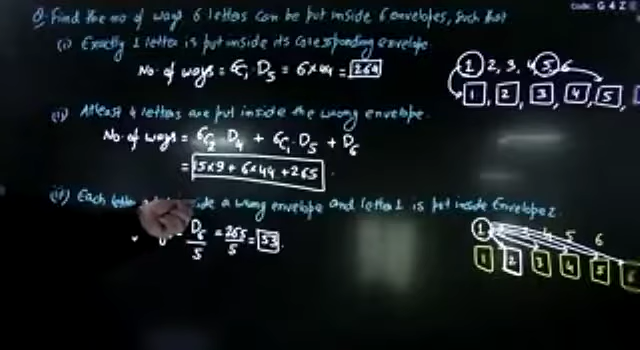 Code: G4Z
Q. Find the no of ways 6 letters can be put inside 6 envelopes, such that
(i) Exactly 1 letter is put inside its corresponding envelope.
No. of ways = 6C1 · D5 = 6×44 = 264
1 2, 3, 4 5 6
1, 2, 3, 4, 5,
(ii) Atleast 4 letters are put inside the wrong envelope.
No. of ways = 6C2 · D4 + 6C1 · D5 + D6
= 15×9 + 6×44 + 265
(iii) Each a wrong envelope and letter 1 is put inside Envelope 2.
D6/5 = 265/5 = 53.
1 4 5 6
1 2 3 4 5 6